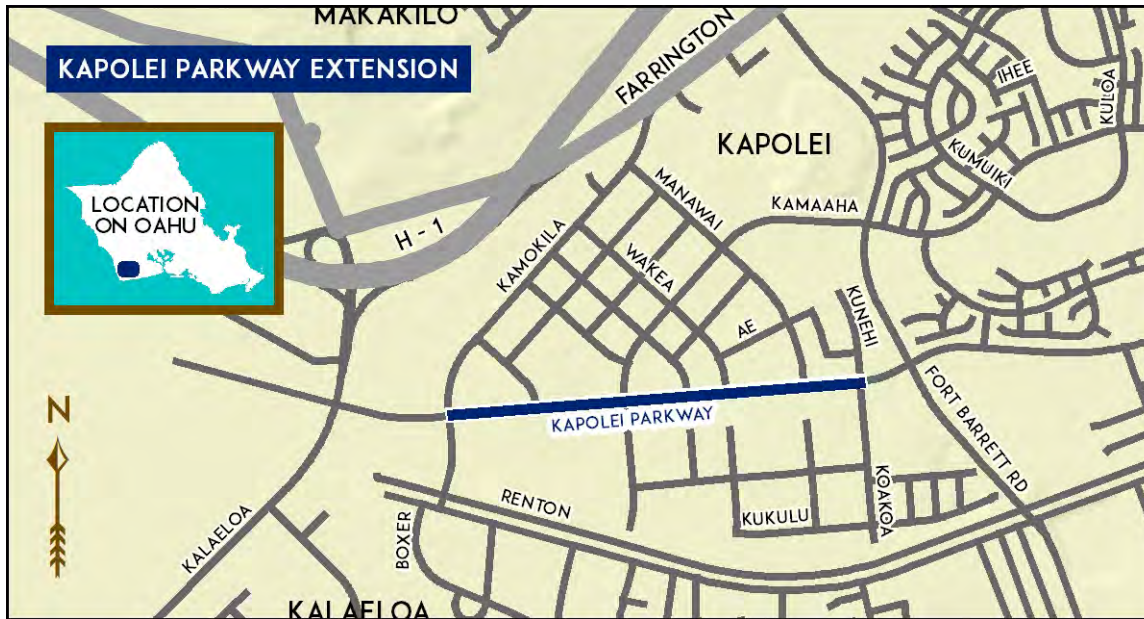 MAKAKILO
KAPOLEI PARKWAY EXTENSION
FARRINGTON
IHEE
KULOA
KAPOLEI
KUMUIKI
LOCATION
ON OAHU
MANAWAI
KAMAAHA
H-1
KAMOKILA
WAKEA
KUNEHI
AE
N
KAPOLEI PARKWAY
FORT BARRETT RD
RENTON
KOAKOA
KUKULU
BOXER
KALAELOA
KALAELOA